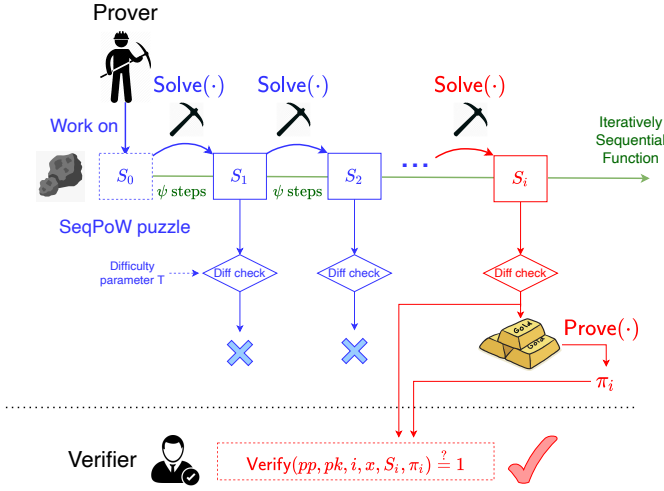 Prover
Solve(·)
Solve(·)
Solve(·)
Work on
Iteratively
Sequential
Function
S₀
S₁
S₂
...
Sᵢ
ψ steps
ψ steps
SeqPoW puzzle
Difficulty
parameter T
Diff check
Diff check
Diff check
Gold
Gold
Prove(·)
πᵢ
Verifier
Verify(pp, pk, i, x, Sᵢ, πᵢ) ≟ 1